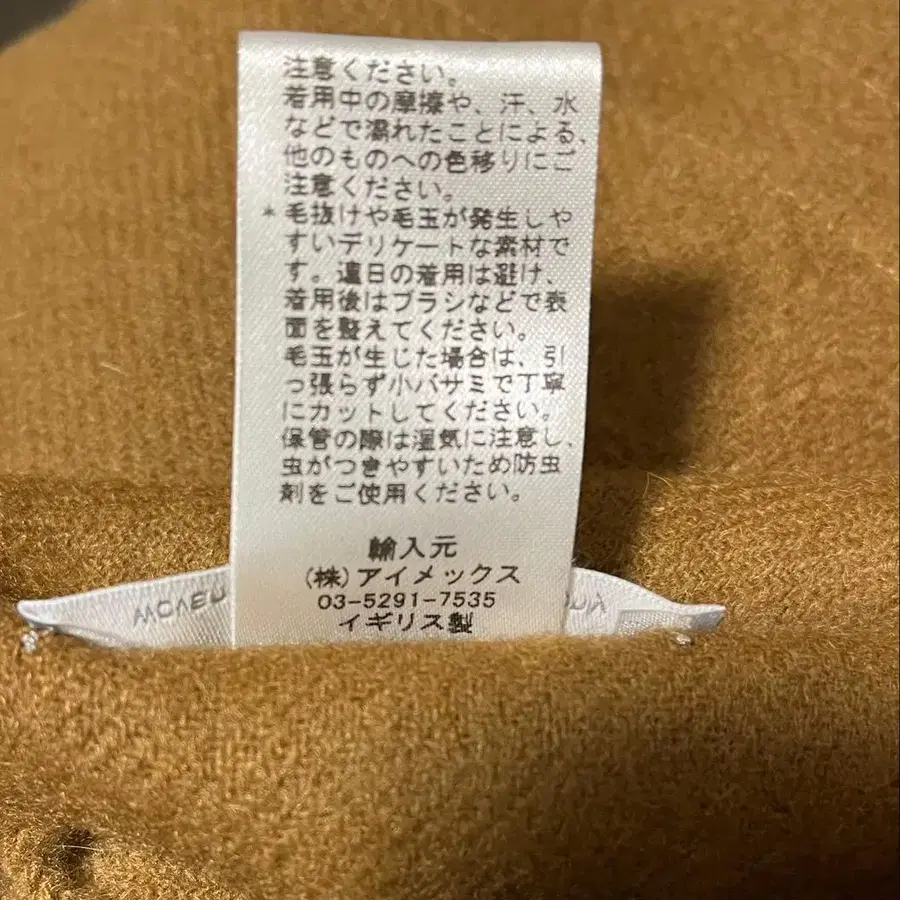 注意ください。
着用中の摩擦や、汗、水
などで濡れたことによる、
他のものへの色移りにご
注意ください。
*毛抜けや毛玉が発生しや
すいデリケートな素材で
す。連日の着用は避け、
着用後はブラシなどで表
面を整えてください。
毛玉が生じた場合は、引
っ張らず小バサミで丁寧
にカットしてください。
保管の際は湿気に注意し、
虫がつきやすいため防虫
剤をご使用ください。
輸入元
(株)アイメックス
03-5291-7535
イギリス製